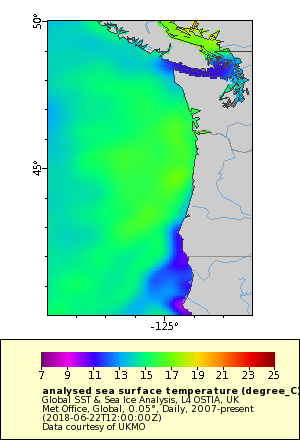 50°
45°
-125°
7 9 11 13 15 17 19 21 23 25
analysed sea surface temperature (degree_C)
Global SST & Sea Ice Analysis, L4 OSTIA, UK
Met Office, Global, 0.05°, Daily, 2007-present
(2018-06-22T12:00:00Z)
Data courtesy of UKMO